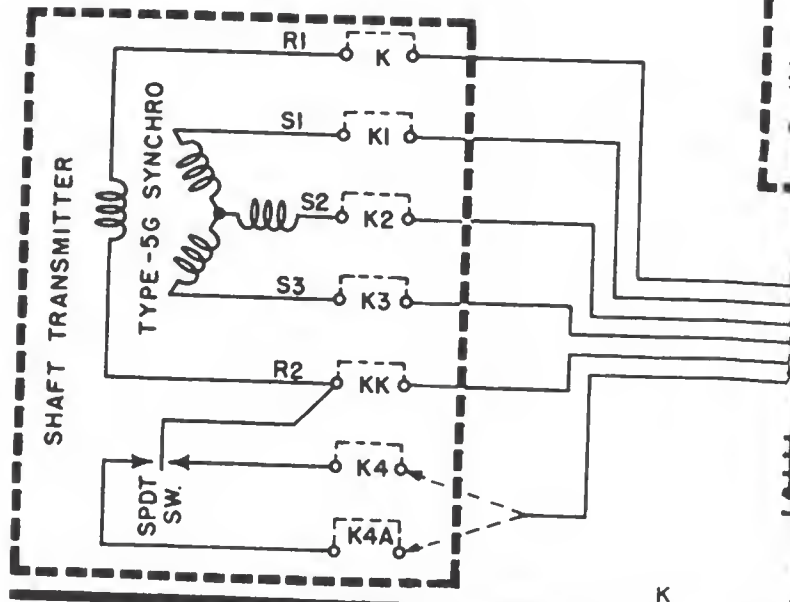 R1
K
S1
K1
S2
K2
S3
K3
R2
KK
K4
K4A
SHAFT TRANSMITTER
TYPE-5G SYNCHRO
SPDT
SW.
K